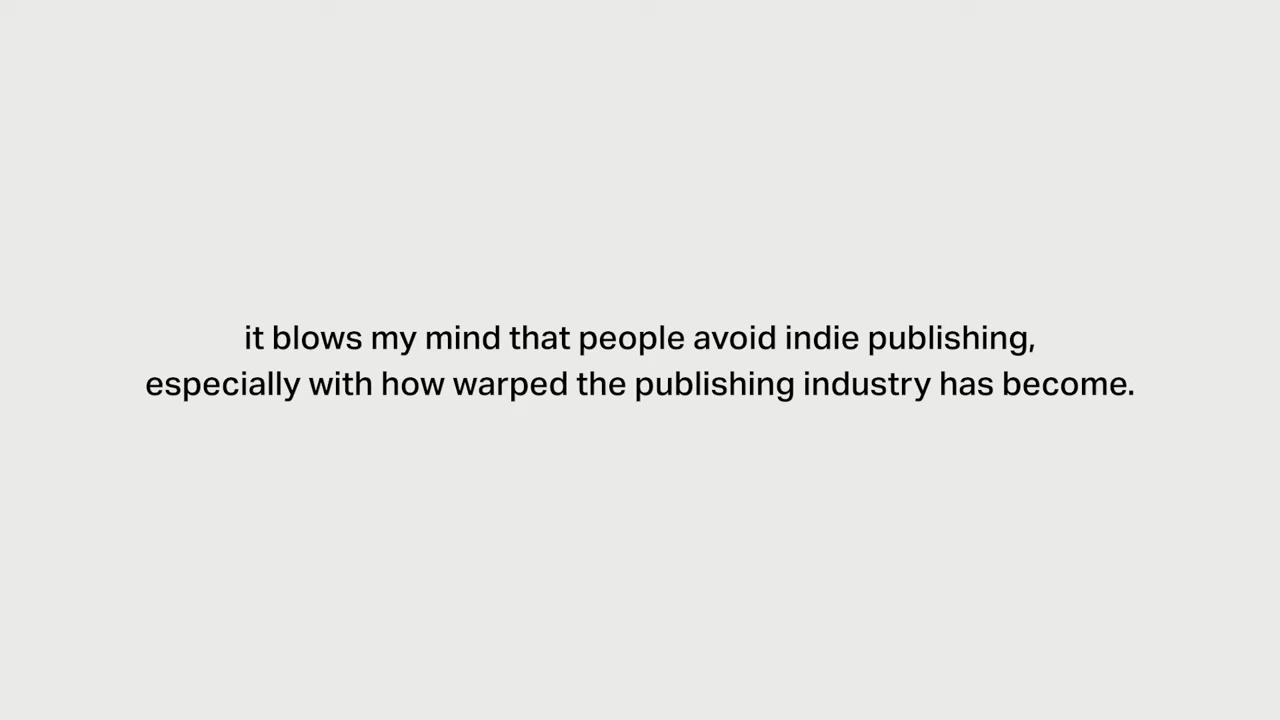 it blows my mind that people avoid indie publishing,
especially with how warped the publishing industry has become.